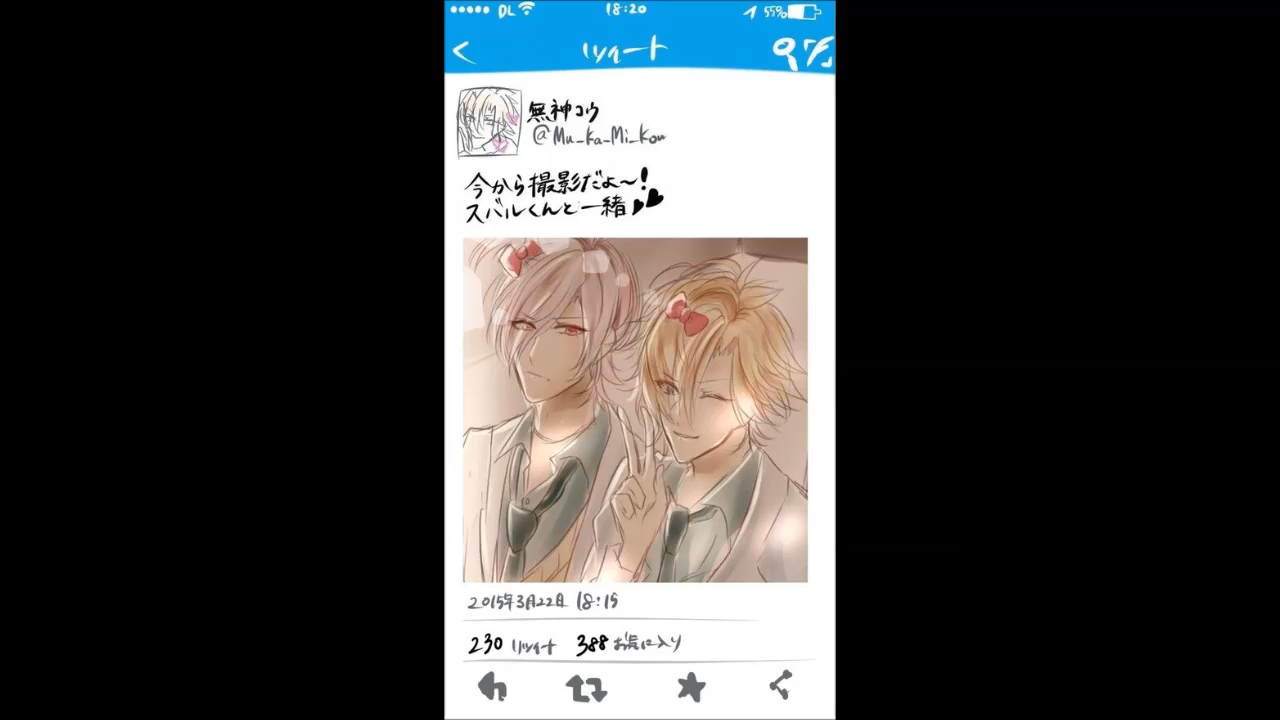 DL 18:20 55%
ツイート
無神コウ
@Mu_Ka_Mi_Kou
今から撮影だよ〜!
スバルくんと一緒♥♥
2015年3月22日 18:15
230 リツイート 388 お気に入り